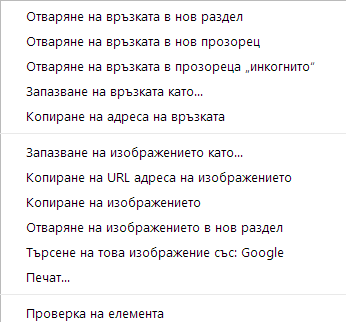 Отваряне на връзката в нов раздел
Отваряне на връзката в нов прозорец
Отваряне на връзката в прозореца „инкогнито“
Запазване на връзката като...
Копиране на адреса на връзката
Запазване на изображението като...
Копиране на URL адреса на изображението
Копиране на изображението
Отваряне на изображението в нов раздел
Търсене на това изображение със: Google
Печат...
Проверка на елемента